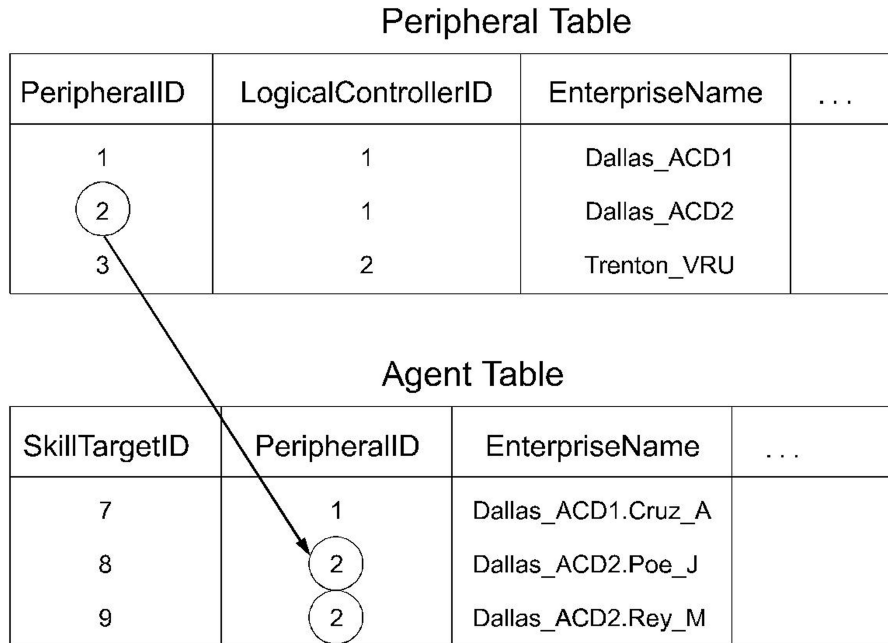 Peripheral Table
PeripheralID LogicalControllerID EnterpriseName ...
1 1 Dallas_ACD1
2 1 Dallas_ACD2
3 2 Trenton_VRU
Agent Table
SkillTargetID PeripheralID EnterpriseName ...
7 1 Dallas_ACD1.Cruz_A
8 2 Dallas_ACD2.Poe_J
9 2 Dallas_ACD2.Rey_M